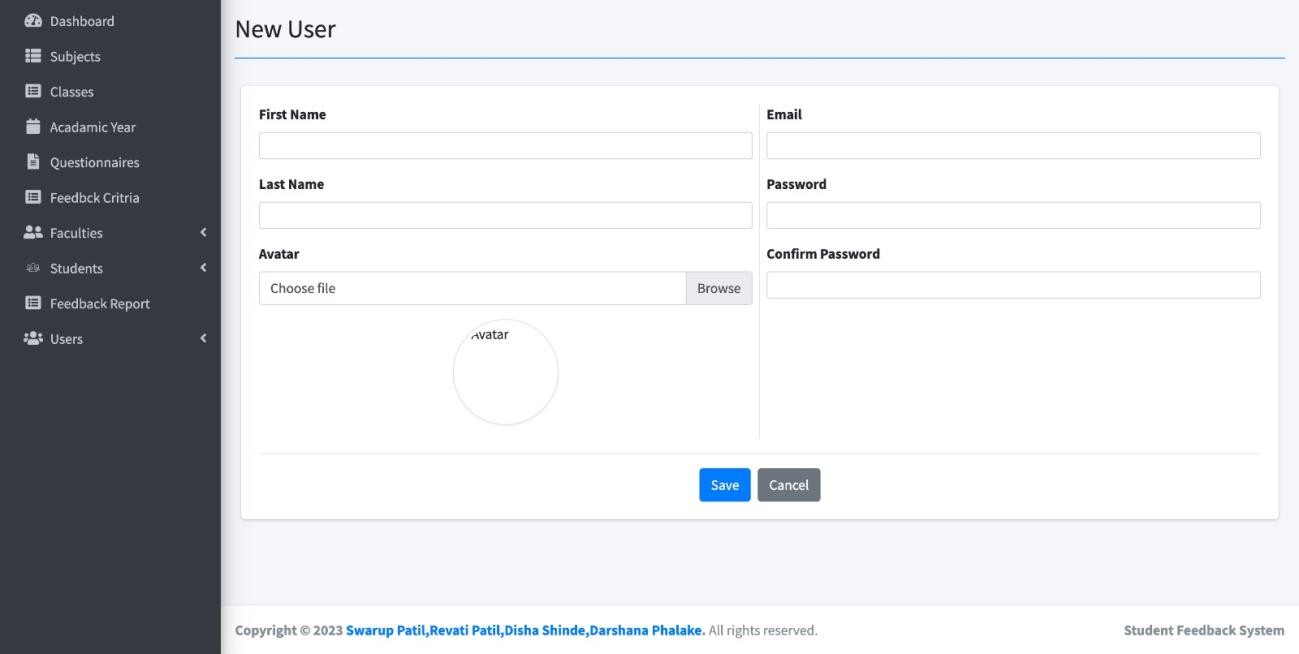 Dashboard
Subjects
Classes
Acadamic Year
Questionnaires
Feedbck Critria
Faculties
Students
Feedback Report
Users
New User
First Name
Email
Last Name
Password
Avatar
Confirm Password
Choose file
Browse
Avatar
Save
Cancel
Copyright © 2023 Swarup Patil,Revati Patil,Disha Shinde,Darshana Phalake. All rights reserved.
Student Feedback System